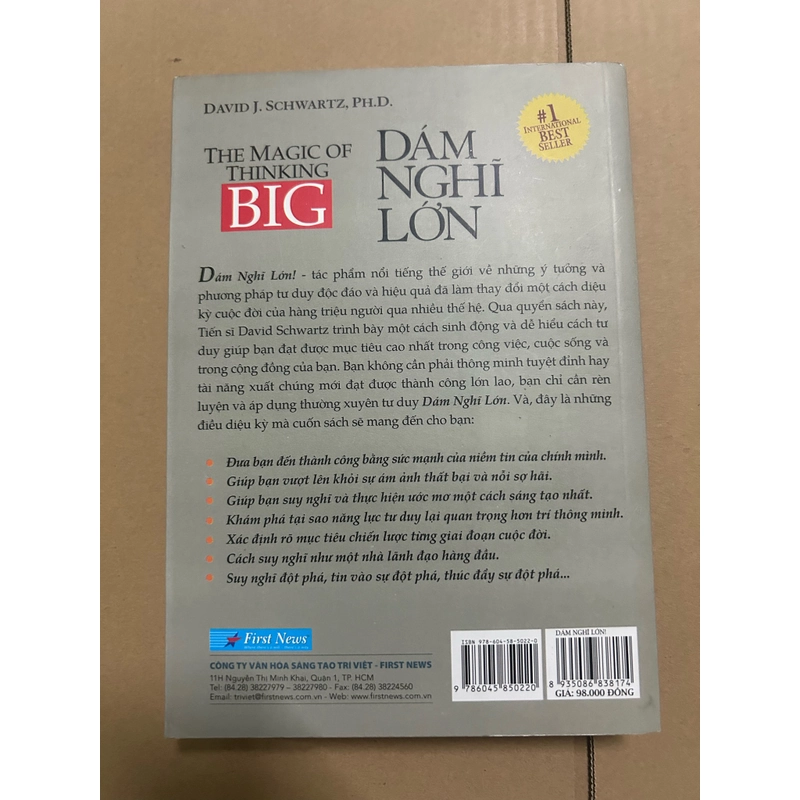 DAVID J. SCHWARTZ, PH.D.
#1
INTERNATIONAL
BEST
SELLER
THE MAGIC OF
THINKING
BIG
DÁM
NGHĨ
LỚN
Dám Nghĩ Lớn! - tác phẩm nổi tiếng thế giới về những ý tưởng và
phương pháp tư duy độc đáo và hiệu quả đã làm thay đổi một cách diệu
kỳ cuộc đời của hàng triệu người qua nhiều thế hệ. Qua quyển sách này,
Tiến sĩ David Schwartz trình bày một cách sinh động và dễ hiểu cách tư
duy giúp bạn đạt được mục tiêu cao nhất trong công việc, cuộc sống và
trong cộng đồng của bạn. Bạn không cần phải thông minh tuyệt đỉnh hay
tài năng xuất chúng mới đạt được thành công lớn lao, bạn chỉ cần rèn
luyện và áp dụng thường xuyên tư duy Dám Nghĩ Lớn. Và, đây là những
điều diệu kỳ mà cuốn sách sẽ mang đến cho bạn:
• Đưa bạn đến thành công bằng sức mạnh của niềm tin của chính mình.
• Giúp bạn vượt lên khỏi sự ám ảnh thất bại và nỗi sợ hãi.
• Giúp bạn suy nghĩ và thực hiện ước mơ một cách sáng tạo nhất.
• Khám phá tại sao năng lực tư duy lại quan trọng hơn trí thông minh.
• Xác định rõ mục tiêu chiến lược từng giai đoạn cuộc đời.
• Cách suy nghĩ như một nhà lãnh đạo hàng đầu.
• Suy nghĩ đột phá, tin vào sự đột phá, thúc đẩy sự đột phá...
First News
CÔNG TY VĂN HÓA SÁNG TẠO TRÍ VIỆT - FIRST NEWS
11H Nguyễn Thị Minh Khai, Quận 1, TP. HCM
Tel: (84.28) 38227979 – 38227980 - Fax: (84.28) 38224560
Email: triviet@firstnews.com.vn - Web: www.firstnews.com.vn
ISBN 978-604-58-5022-0
9 786045 850220
DÁM NGHĨ LỚN!
8 935086 838174
GIÁ: 98.000 ĐỒNG